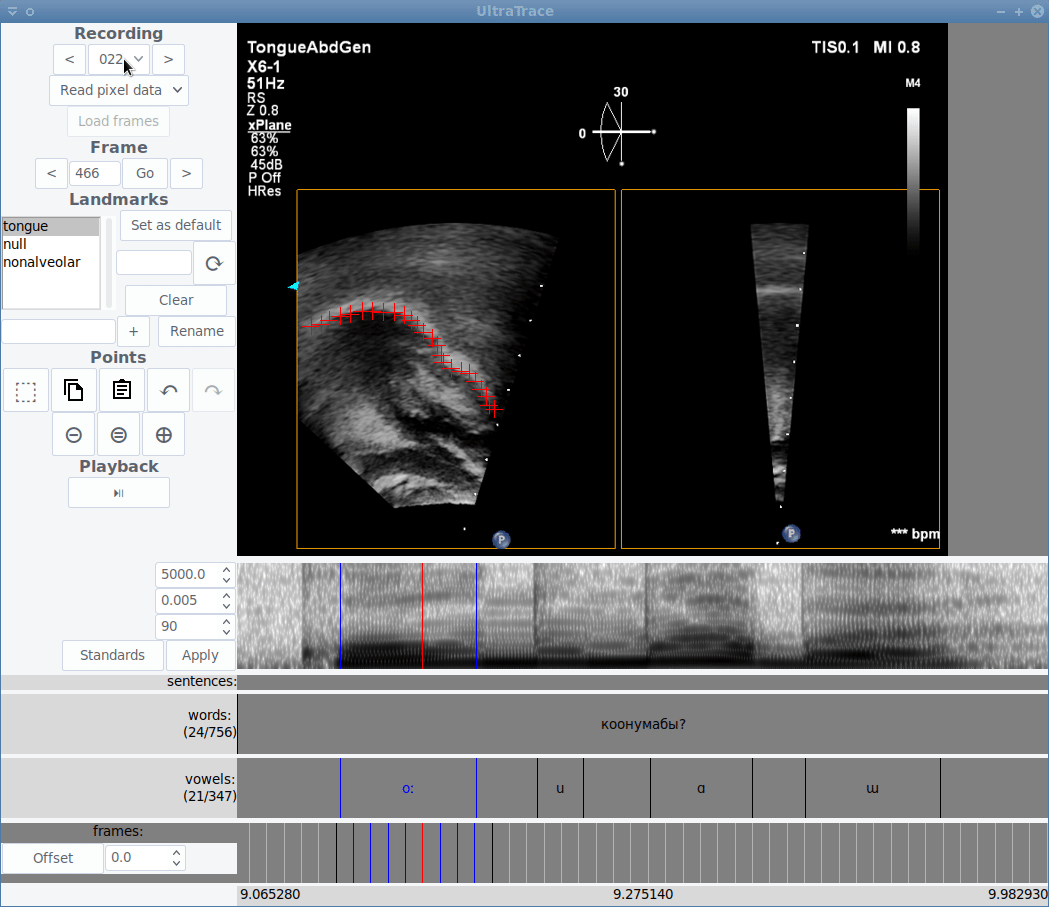 UltraTrace
Recording
< 022 >
Read pixel data
Load frames
Frame
< 466 Go >
Landmarks
tongue
null
nonalveolar
Set as default
Clear
+ Rename
Points
Playback
5000.0
0.005
90
Standards Apply
TongueAbdGen
TIS0.1 MI 0.8
X6-1
51Hz
RS
Z 0.8
xPlane
63%
63%
45dB
P Off
HRes
30
0
M4
P
P
*** bpm
sentences:
words:
(24/756)
коонумабы?
vowels:
(21/347)
oː u ɑ ɯ
frames:
Offset 0.0
9.065280 9.275140 9.982930